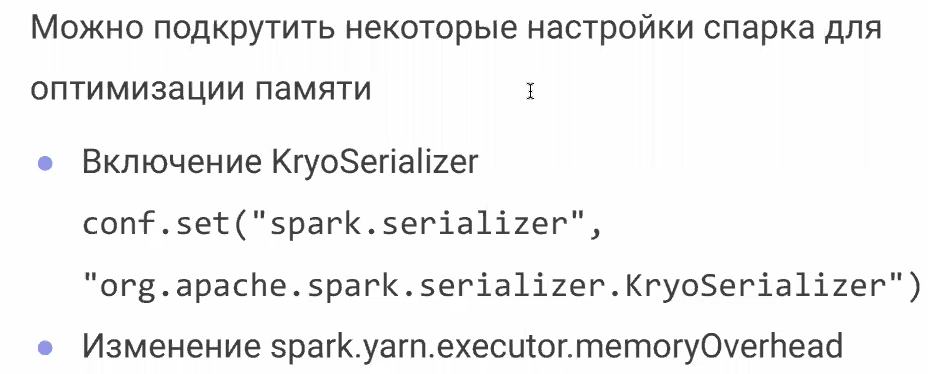 Можно подкрутить некоторые настройки спарка для
оптимизации памяти
Включение KryoSerializer
conf.set("spark.serializer",
"org.apache.spark.serializer.KryoSerializer")
Изменение spark.yarn.executor.memoryOverhead